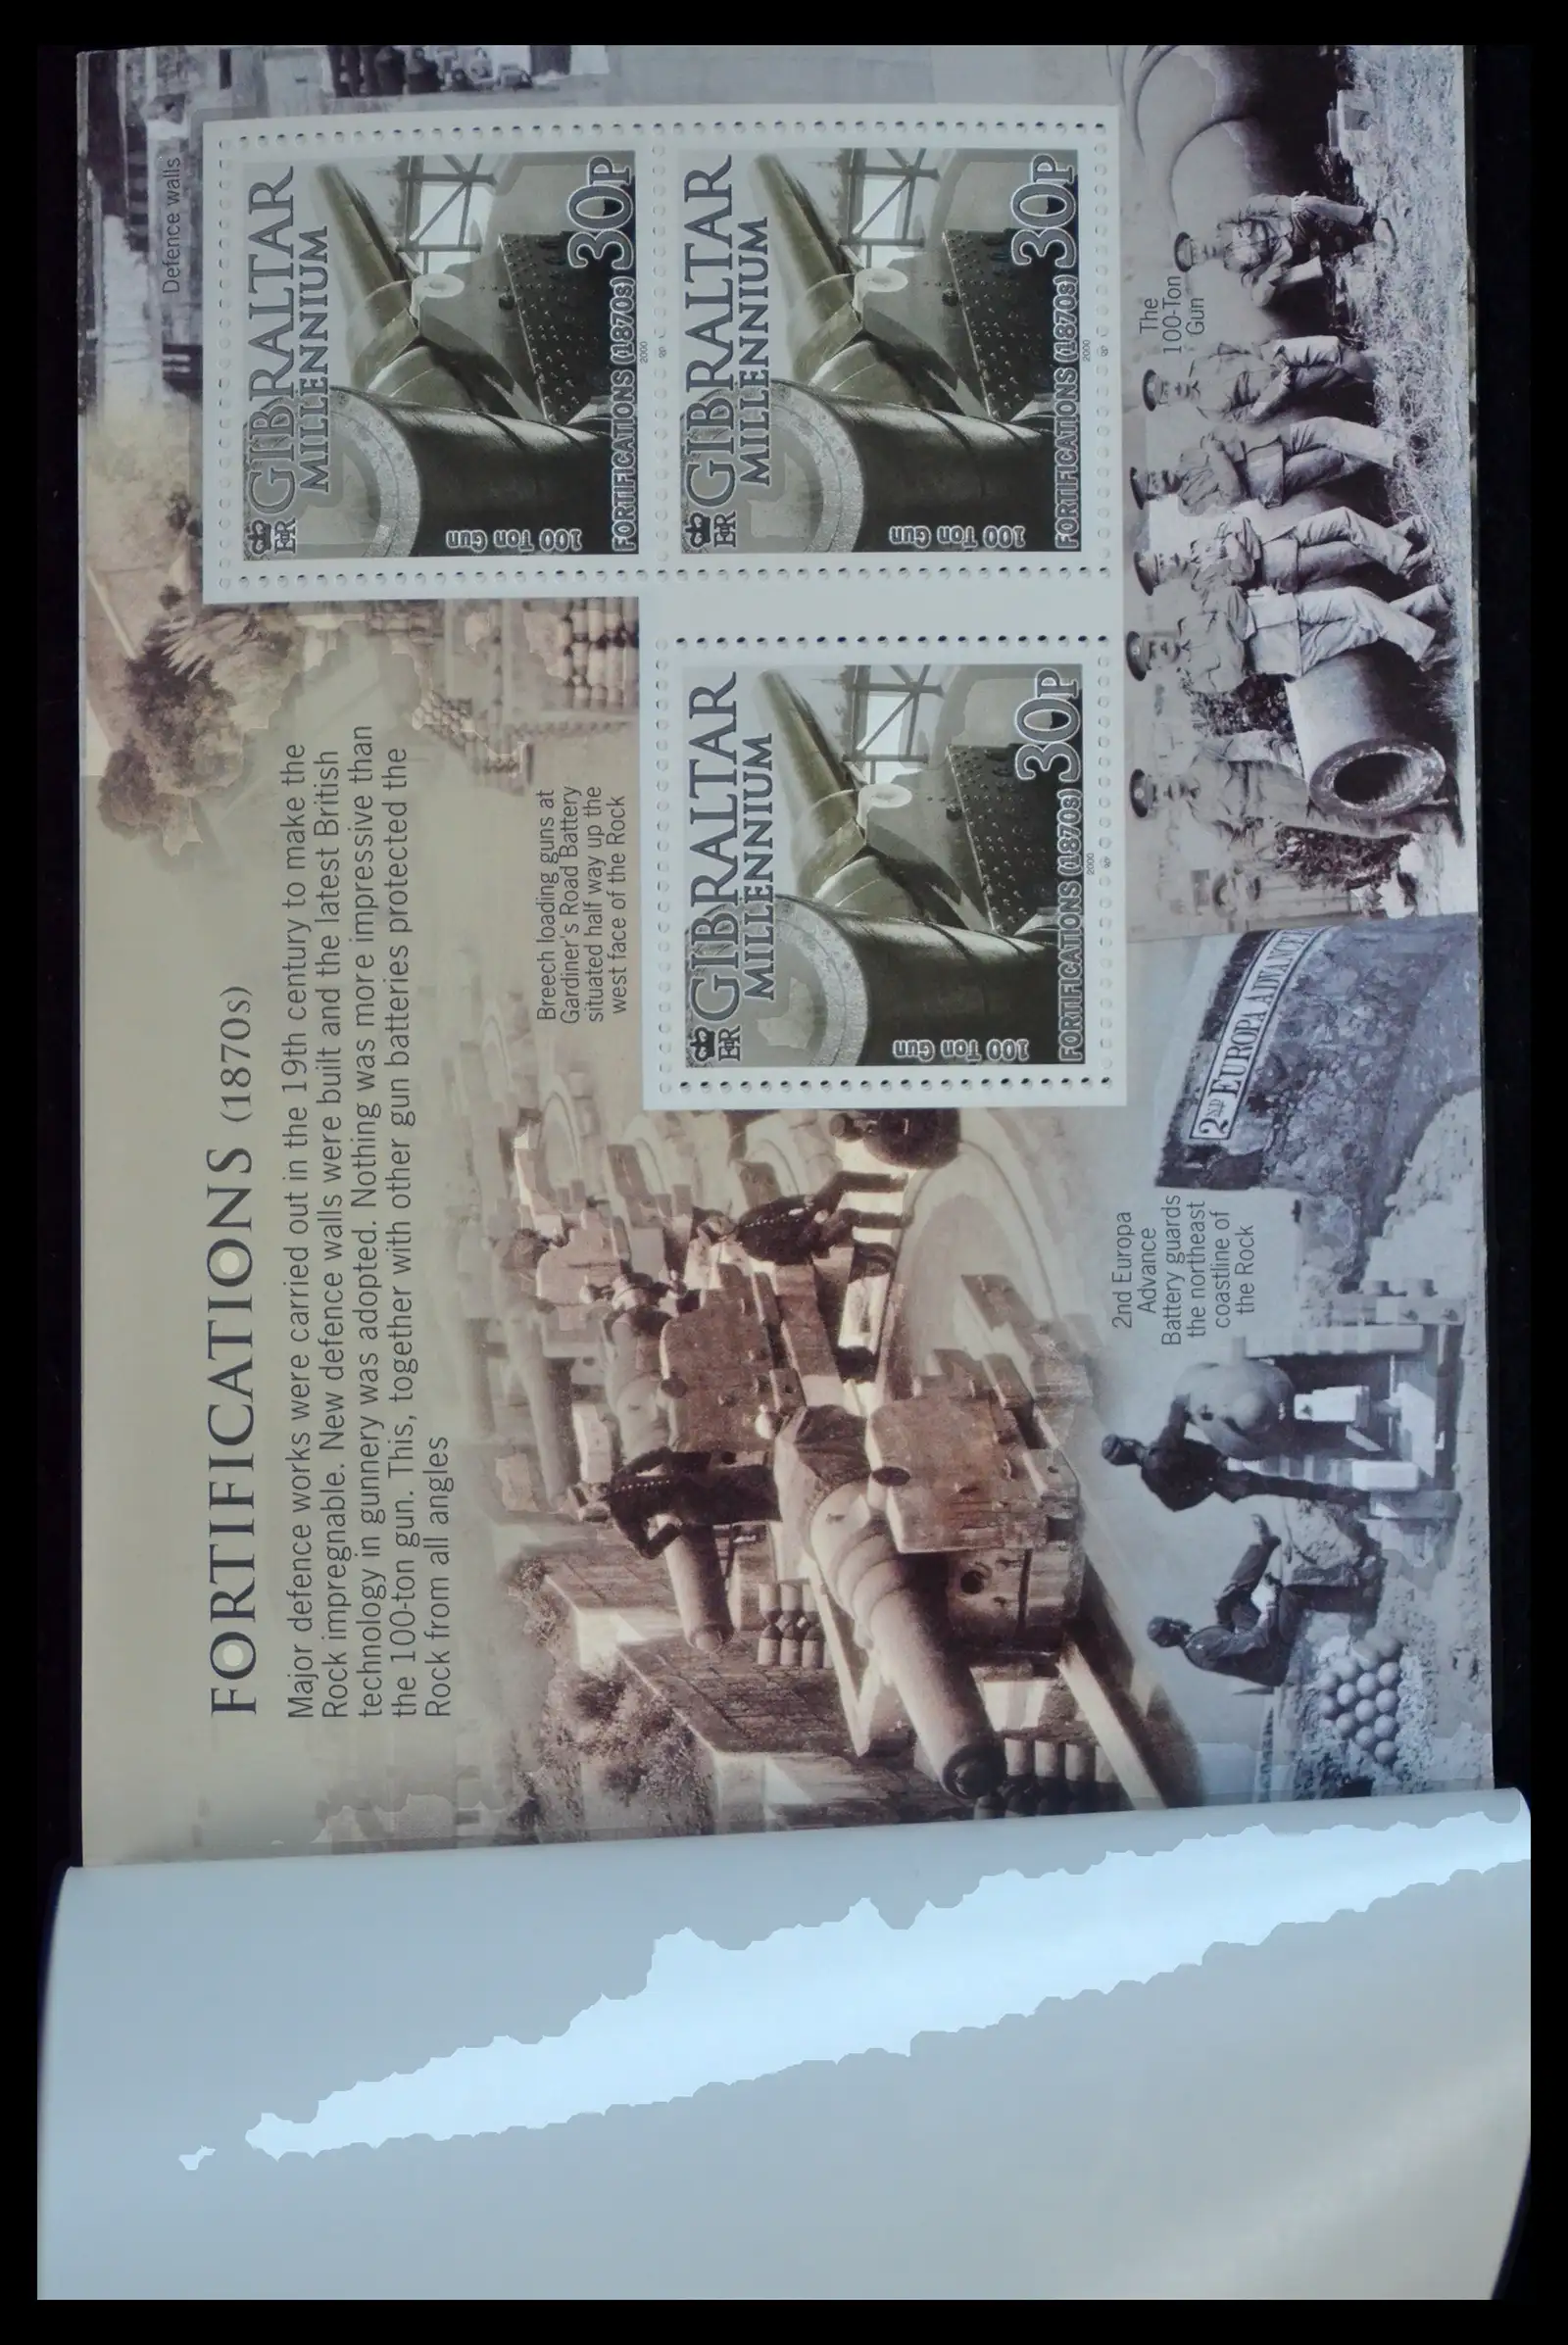 FORTIFICATIONS (1870s)
Major defence works were carried out in the 19th century to make the
Rock impregnable. New defence walls were built and the latest British
technology in gunnery was adopted. Nothing was more impressive than
the 100-ton gun. This, together with other gun batteries protected the
Rock from all angles
Defence walls
E II R GIBRALTAR
MILLENNIUM
100 TON GUN
30P
FORTIFICATIONS (1870s)
2000
E II R GIBRALTAR
MILLENNIUM
100 TON GUN
30P
FORTIFICATIONS (1870s)
2000
Breech loading guns at
Gardiner's Road Battery
situated half way up the
west face of the Rock
E II R GIBRALTAR
MILLENNIUM
100 TON GUN
30P
FORTIFICATIONS (1870s)
2000
The
100-Ton
Gun
2nd Europa
Advance
Battery guards
the northeast
coastline of
the Rock
2ND EUROPA ADVANCE